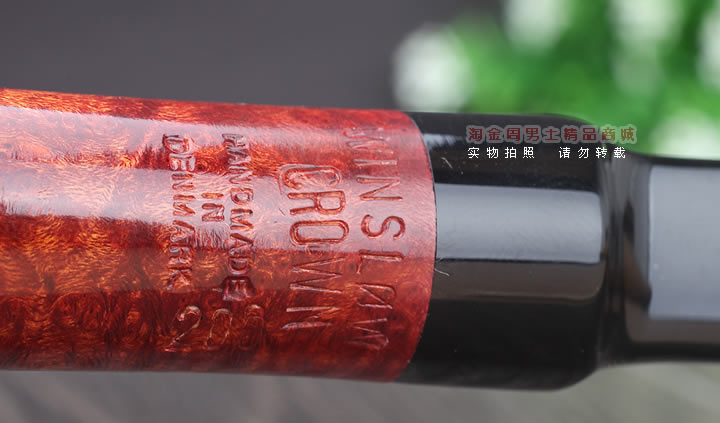 WINSLØW
CROWN
HANDMADE
IN
DENMARK
淘金周男士精品商城
实物拍照 请勿转载